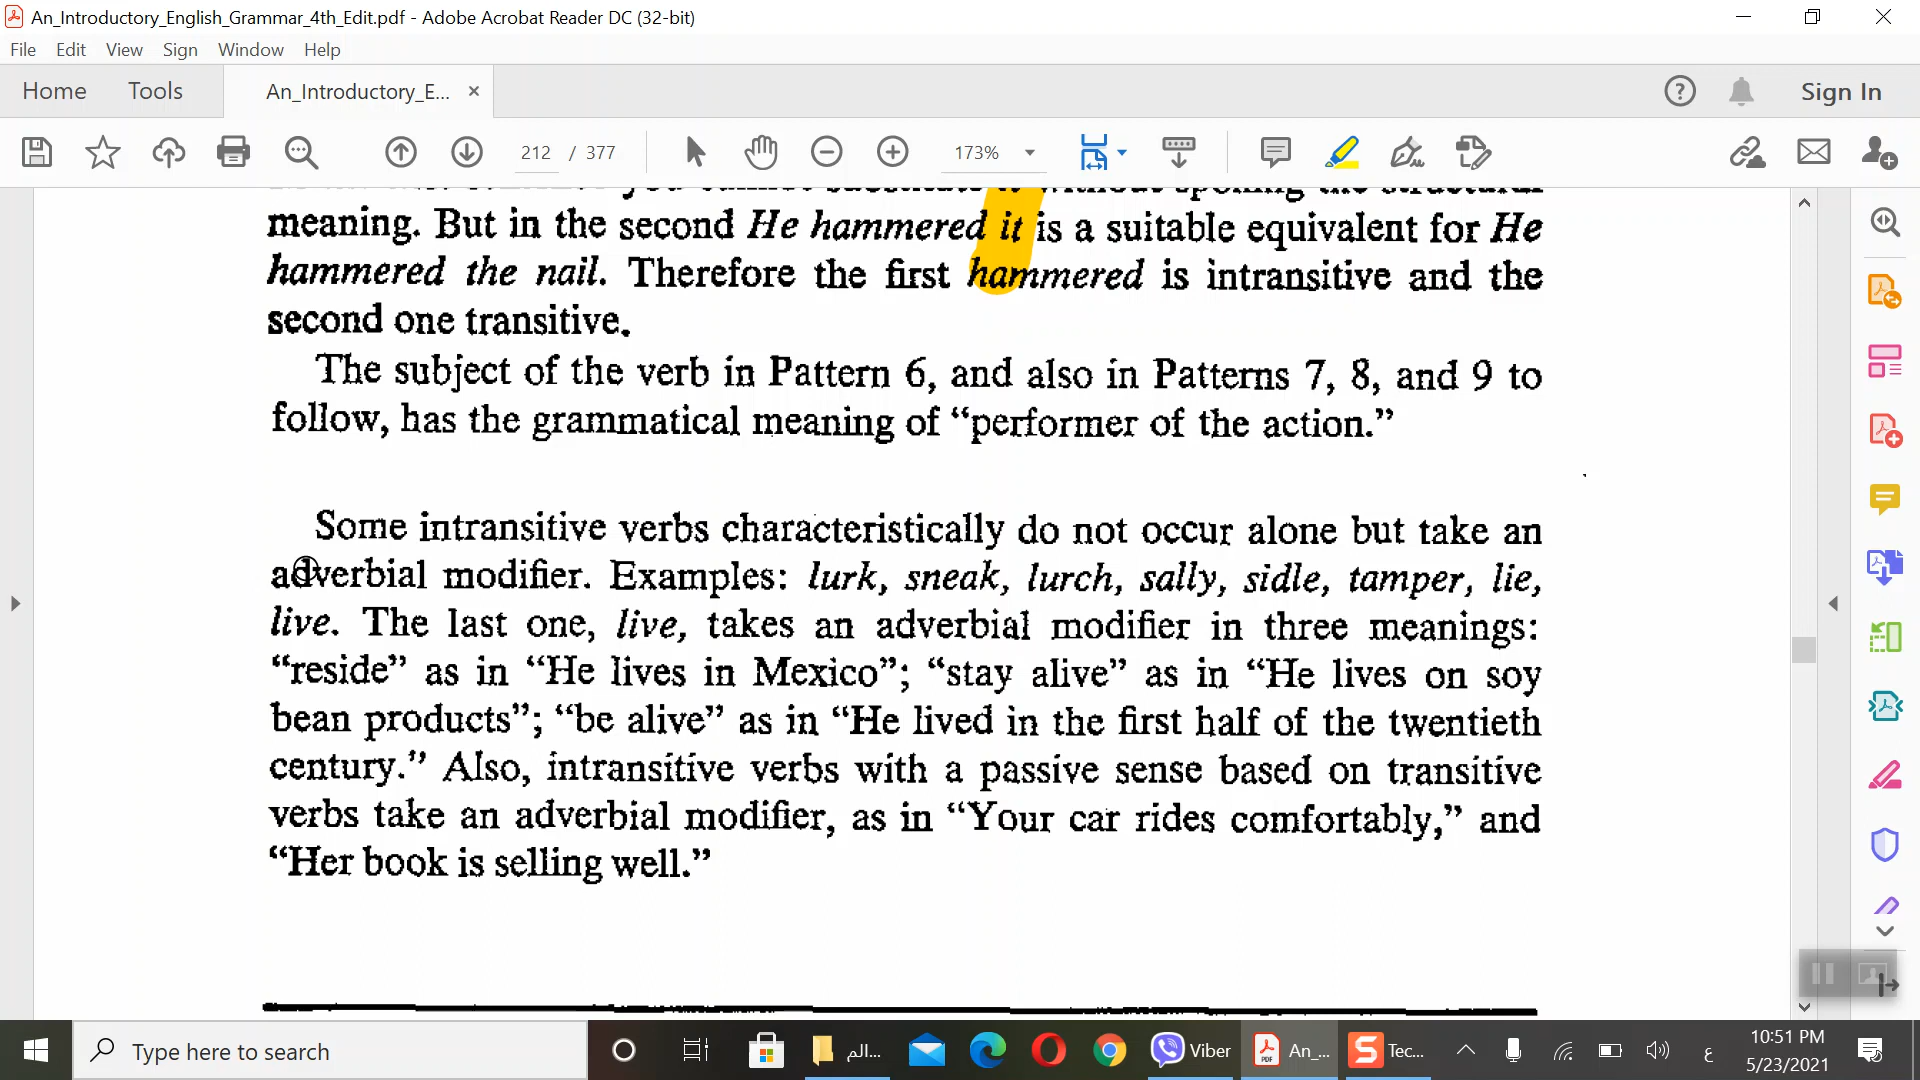 An_Introductory_English_Grammar_4th_Edit.pdf - Adobe Acrobat Reader DC (32-bit)
File Edit View Sign Window Help
Home Tools An_Introductory_E... × Sign In
212 / 377 173%
meaning. But in the second He hammered it is a suitable equivalent for He
hammered the nail. Therefore the first hammered is intransitive and the
second one transitive.
The subject of the verb in Pattern 6, and also in Patterns 7, 8, and 9 to
follow, has the grammatical meaning of “performer of the action.”
Some intransitive verbs characteristically do not occur alone but take an
adverbial modifier. Examples: lurk, sneak, lurch, sally, sidle, tamper, lie,
live. The last one, live, takes an adverbial modifier in three meanings:
“reside” as in “He lives in Mexico”; “stay alive” as in “He lives on soy
bean products”; “be alive” as in “He lived in the first half of the twentieth
century.” Also, intransitive verbs with a passive sense based on transitive
verbs take an adverbial modifier, as in “Your car rides comfortably,” and
“Her book is selling well.”
Type here to search
الم...
Viber
An_...
Tec...
ع
10:51 PM
5/23/2021